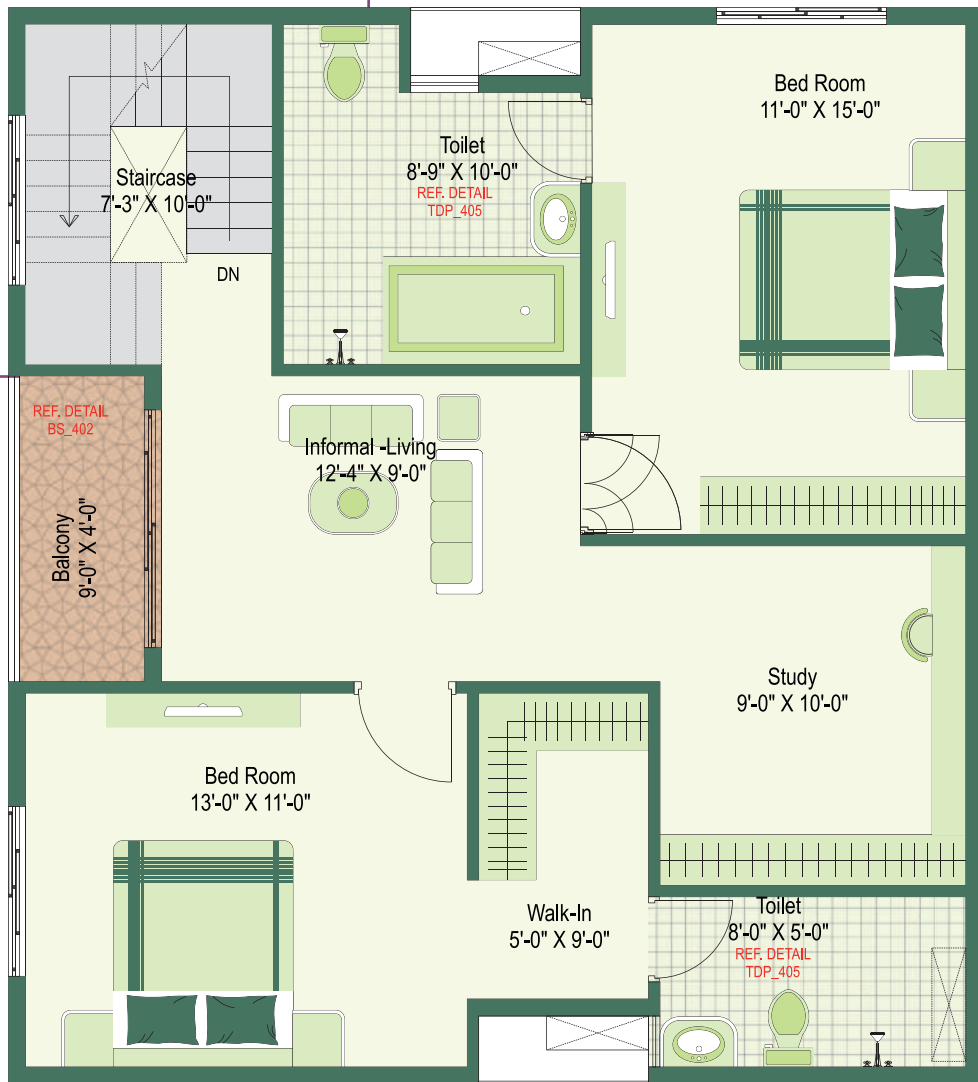 Bed Room
11'-0" X 15'-0"
Toilet
8'-9" X 10'-0"
REF. DETAIL
TDP_405
Staircase
7'-3" X 10'-0"
DN
REF. DETAIL
BS_402
Balcony
9'-0" X 4'-0"
Informal -Living
12'-4" X 9'-0"
Study
9'-0" X 10'-0"
Bed Room
13'-0" X 11'-0"
Walk-In
5'-0" X 9'-0"
Toilet
8'-0" X 5'-0"
REF. DETAIL
TDP_405